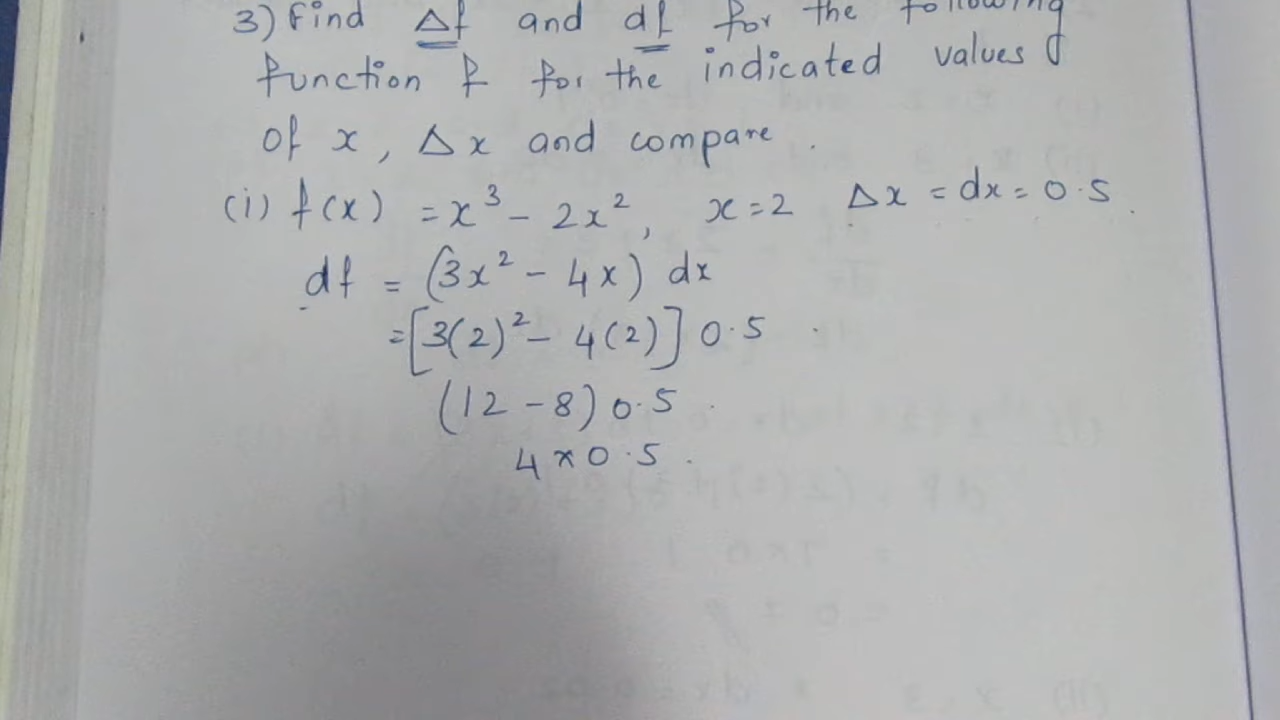 3) Find Δf and df for the following
function f for the indicated values
of x, Δx and compare.
(i) f(x) = x³ - 2x², x=2 Δx = dx = 0.5.
df = (3x² - 4x) dx
=[3(2)² - 4(2)] 0.5
(12 - 8) 0.5
4 × 0.5.